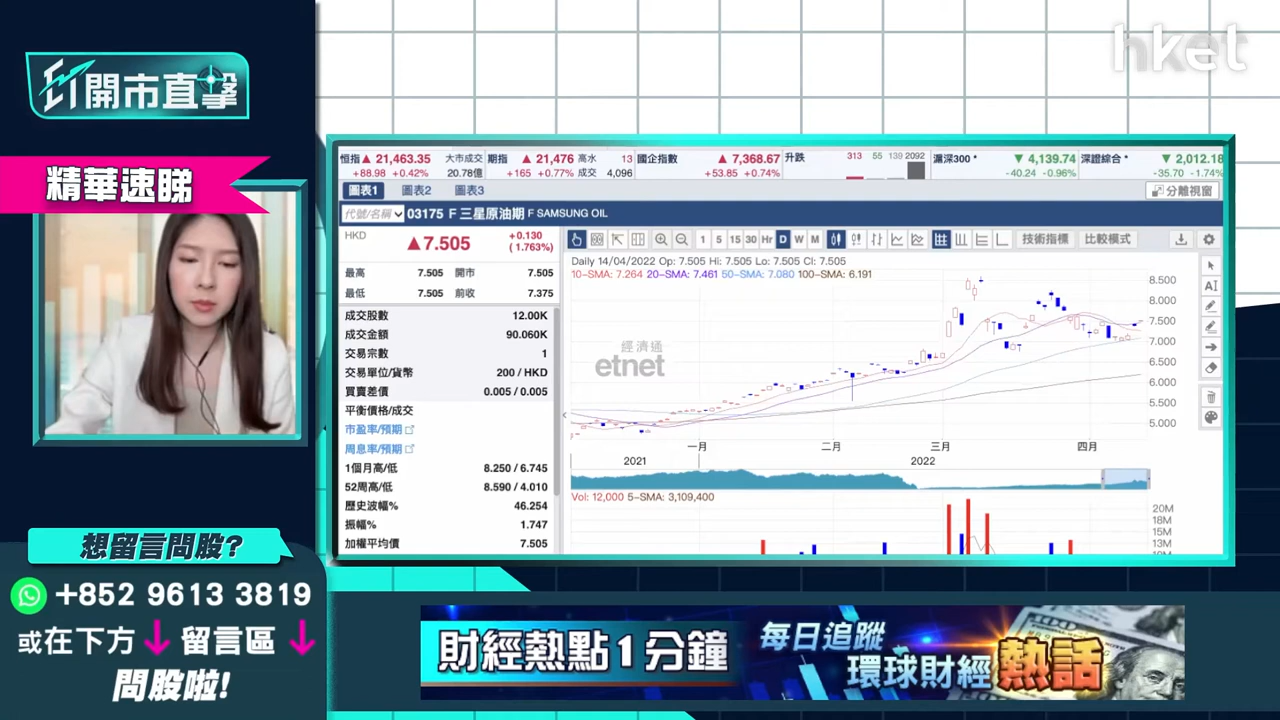 hket
ET開市直擊
精華速睇
恒指▲ 21,463.35 大市成交 期指 ▲ 21,476 高水 13 國企指數 ▲ 7,368.67 升跌 313 55 139 2092 滬深300 * ▼ 4,139.74 深證綜合 * ▼ 2,012.18
+88.98 +0.42% 20.78億 +165 +0.77% 成交 4,096 +53.85 +0.74% -40.24 -0.96% -35.70 -1.74%
圖表1 圖表2 圖表3 分離視窗
代號/名稱 03175 F 三星原油期 F SAMSUNG OIL
HKD ▲7.505 +0.130 (1.763%)
1 5 15 30 Hr D W M 技術指標 比較模式
最高 7.505 開市 7.505
最低 7.505 前收 7.375
成交股數 12.00K
成交金額 90.060K
交易宗數 1
交易單位/貨幣 200 / HKD
買賣差價 0.005 / 0.005
平衡價格/成交
市盈率/預期
周息率/預期
1個月高/低 8.250 / 6.745
52周高/低 8.590 / 4.010
歷史波幅% 46.254
振幅% 1.747
加權平均價 7.505
Daily 14/04/2022 Op: 7.505 Hi: 7.505 Lo: 7.505 Cl: 7.505
10-SMA: 7.264 20-SMA: 7.461 50-SMA: 7.080 100-SMA: 6.191
經濟通
etnet
8.500
8.000
7.500
7.000
6.500
6.000
5.500
5.000
一月 二月 三月 四月
2021 2022
Vol: 12,000 5-SMA: 3,109,400
20M
18M
15M
13M
想留言問股?
+852 9613 3819
或在下方↓留言區↓
問股啦!
財經熱點1分鐘
每日追蹤
環球財經熱話